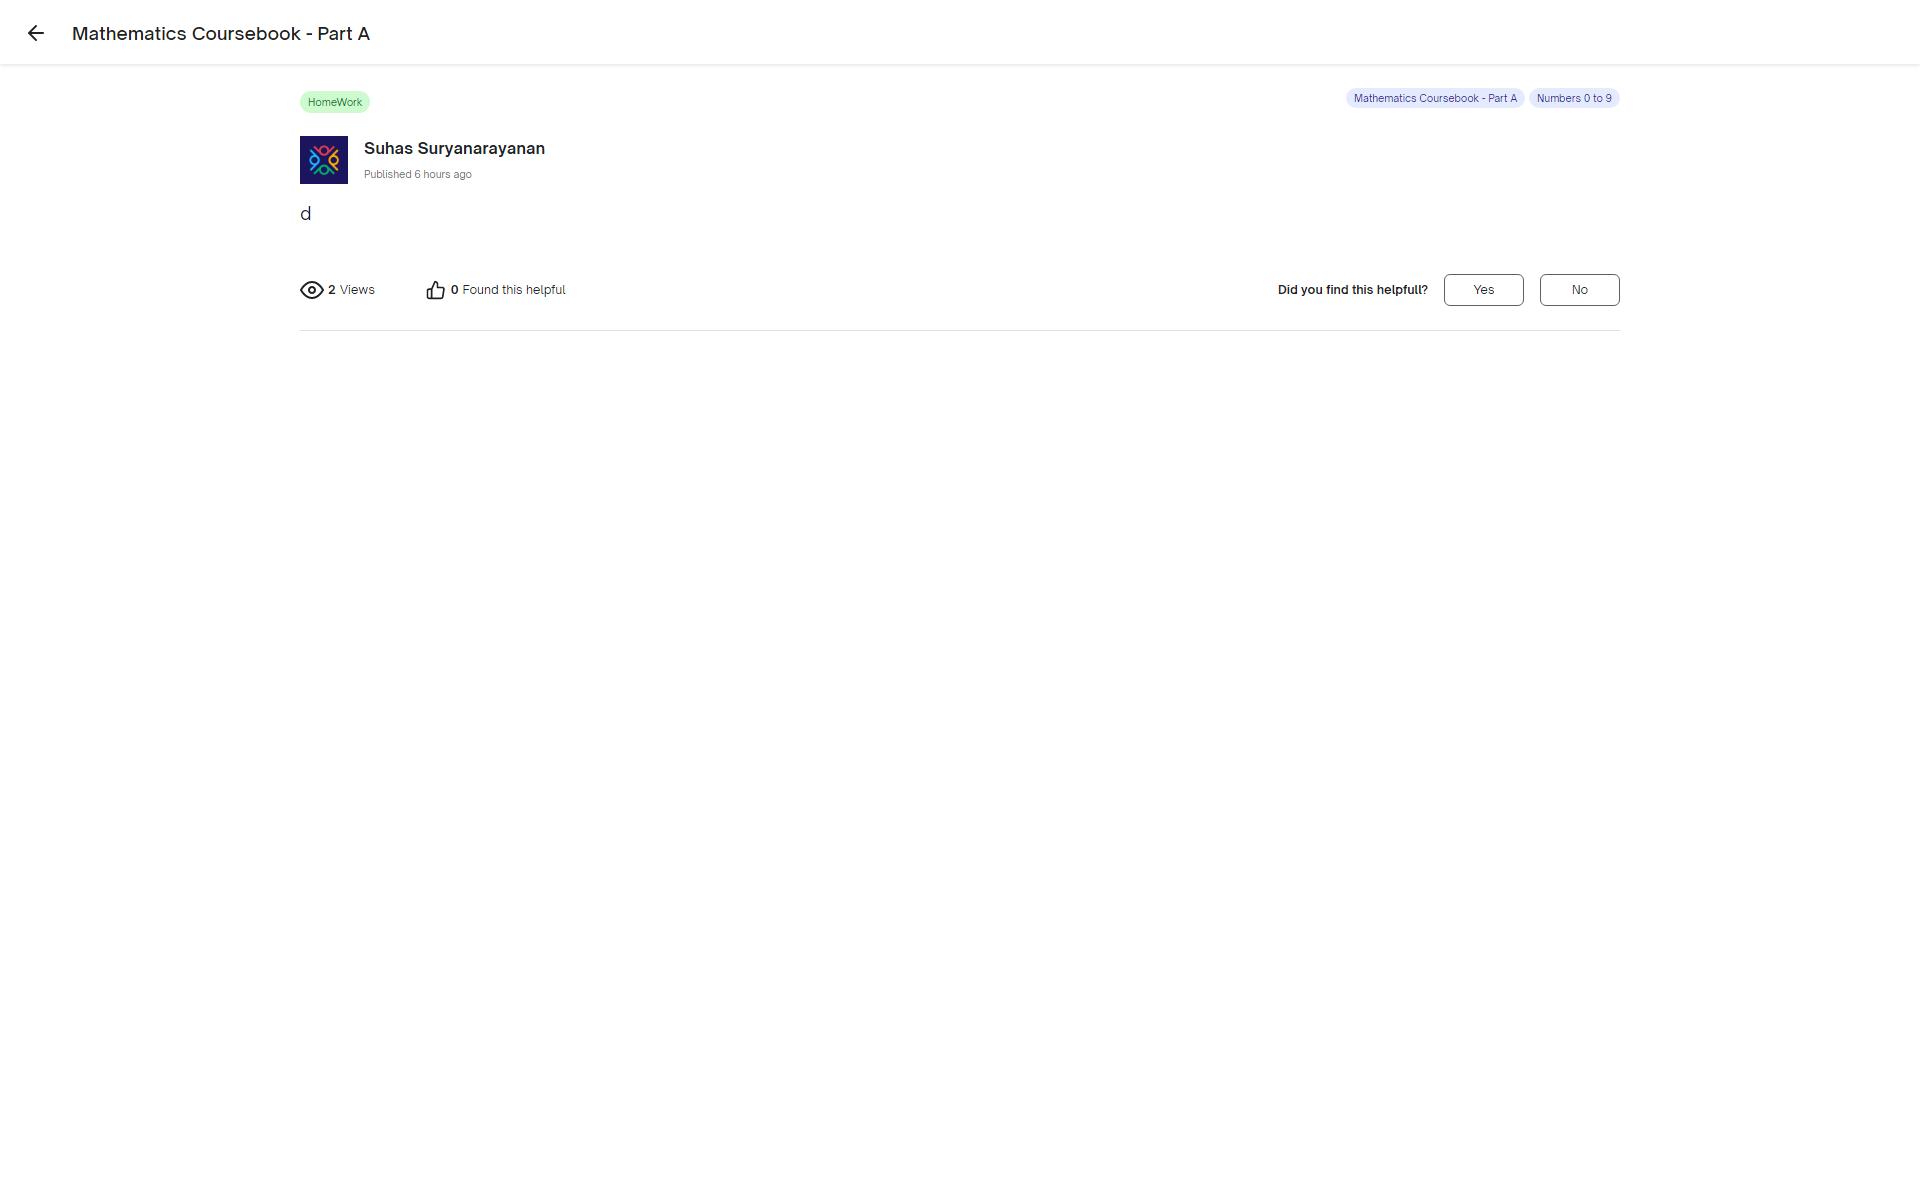 Mathematics Coursebook - Part A
HomeWork
Mathematics Coursebook - Part A
Numbers 0 to 9
Suhas Suryanarayanan
Published 6 hours ago
d
2 Views
0 Found this helpful
Did you find this helpfull?
Yes
No